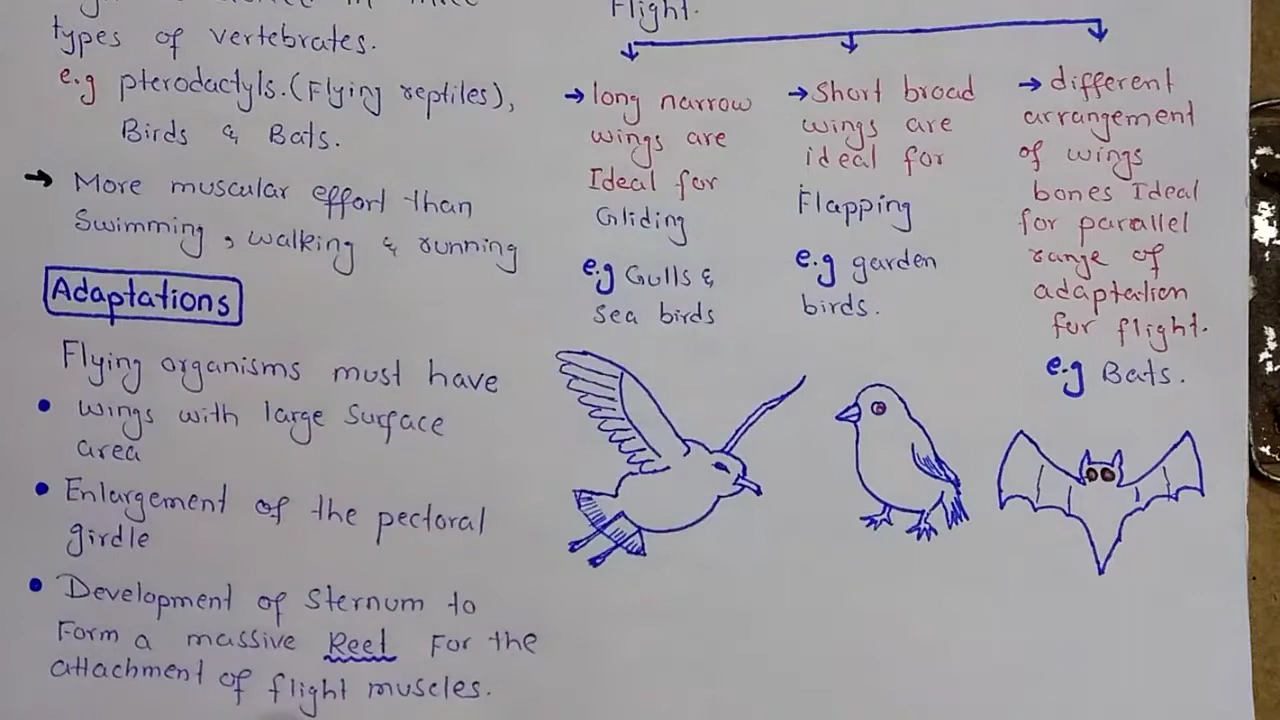 types of vertebrates.
e.g pterodactyls.(Flying reptiles),
Birds & Bats.
→ More muscular effort than
Swimming, walking & running
Adaptations
Flying organisms must have
• wings with large Surface
area
• Enlargement of the pectoral
girdle
• Development of Sternum to
Form a massive Reel For the
attachment of flight muscles.
Flight.
→ long narrow
wings are
Ideal for
Gliding
e.g Gulls &
Sea birds
→ Short broad
wings are
ideal for
Flapping
e.g garden
birds.
→ different
arrangement
of wings
bones Ideal
for parallel
range of
adaptation
for flight.
e.g Bats.